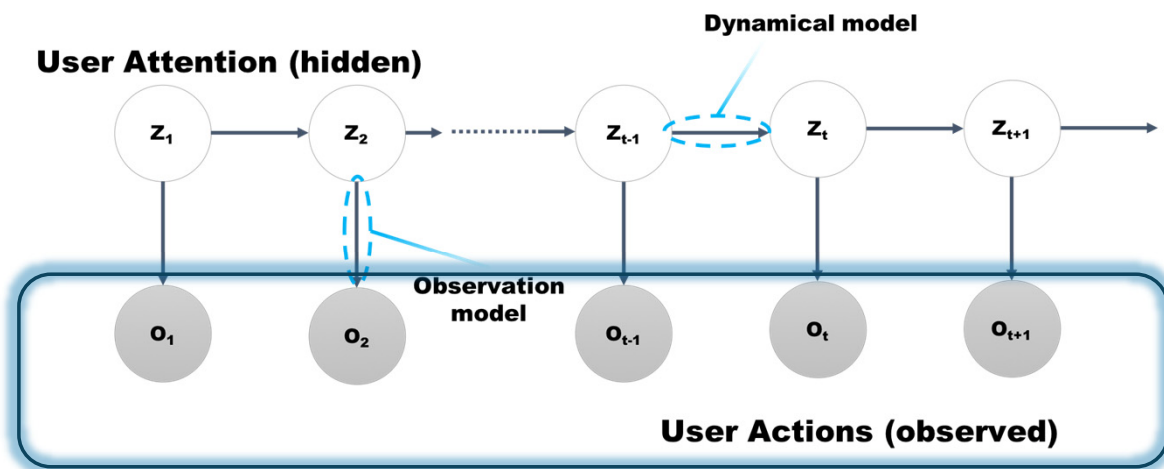 Dynamical model
User Attention (hidden)
z₁ z₂ zₜ₋₁ zₜ zₜ₊₁
Observation
model
o₁ o₂ oₜ₋₁ oₜ oₜ₊₁
User Actions (observed)